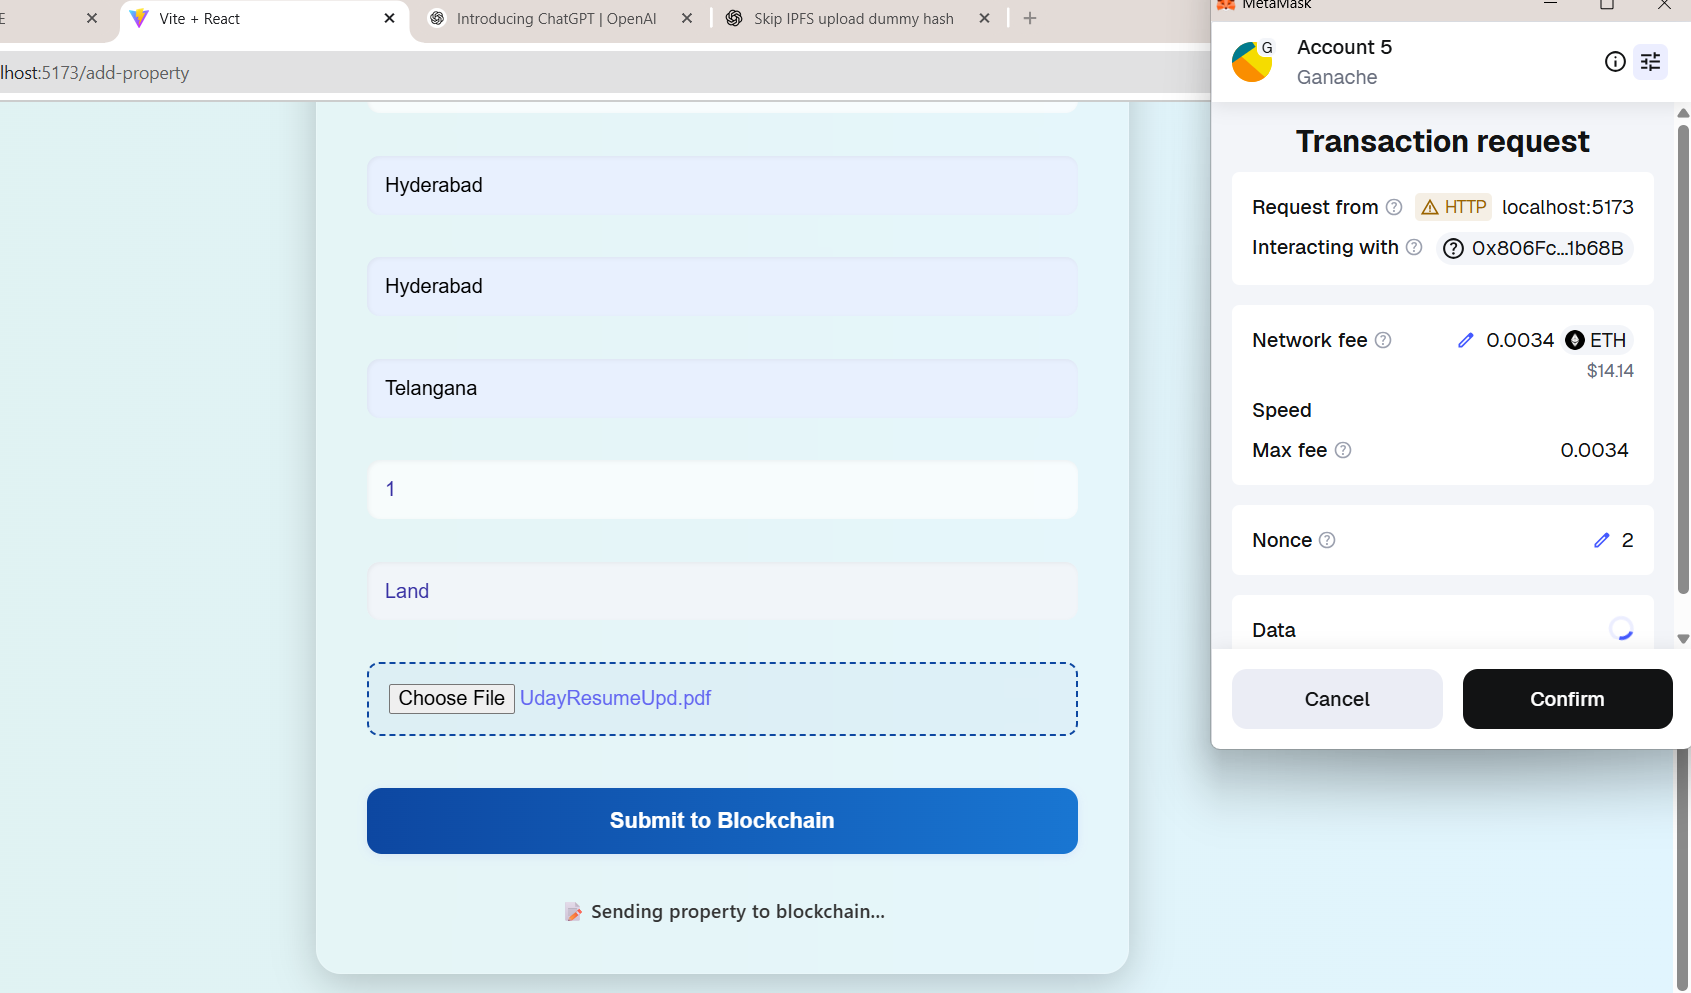 E
Vite + React
Introducing ChatGPT | OpenAI
Skip IPFS upload dummy hash
lhost:5173/add-property
Hyderabad
Hyderabad
Telangana
1
Land
Choose File UdayResumeUpd.pdf
Submit to Blockchain
Sending property to blockchain...
MetaMask
G
Account 5
Ganache
Transaction request
Request from HTTP localhost:5173
Interacting with 0x806Fc...1b68B
Network fee 0.0034 ETH
$14.14
Speed
Max fee 0.0034
Nonce 2
Data
Cancel Confirm